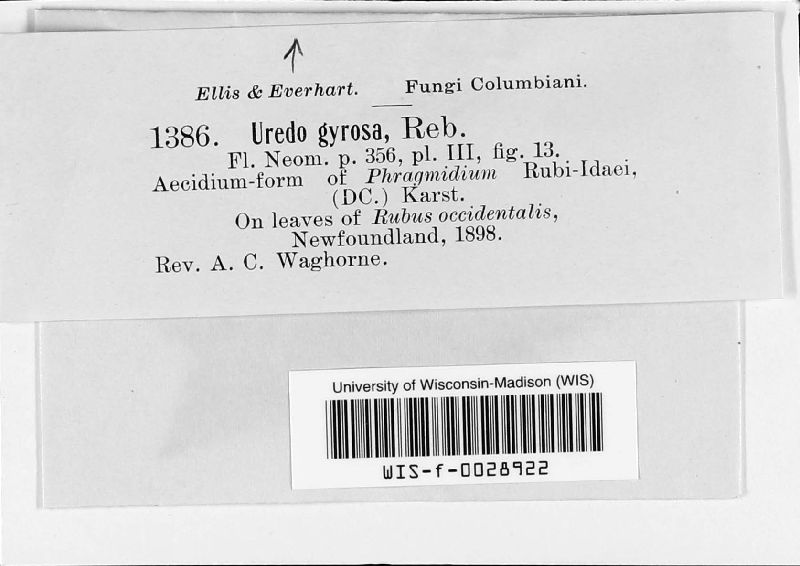 Ellis & Everhart. Fungi Columbiani.
1386. Uredo gyrosa, Reb.
Fl. Neom. p. 356, pl. III, fig. 13.
Aecidium-form of Phragmidium Rubi-Idaei,
(DC.) Karst.
On leaves of Rubus occidentalis,
Newfoundland, 1898.
Rev. A. C. Waghorne.
University of Wisconsin-Madison (WIS)
WIS-f-0028922